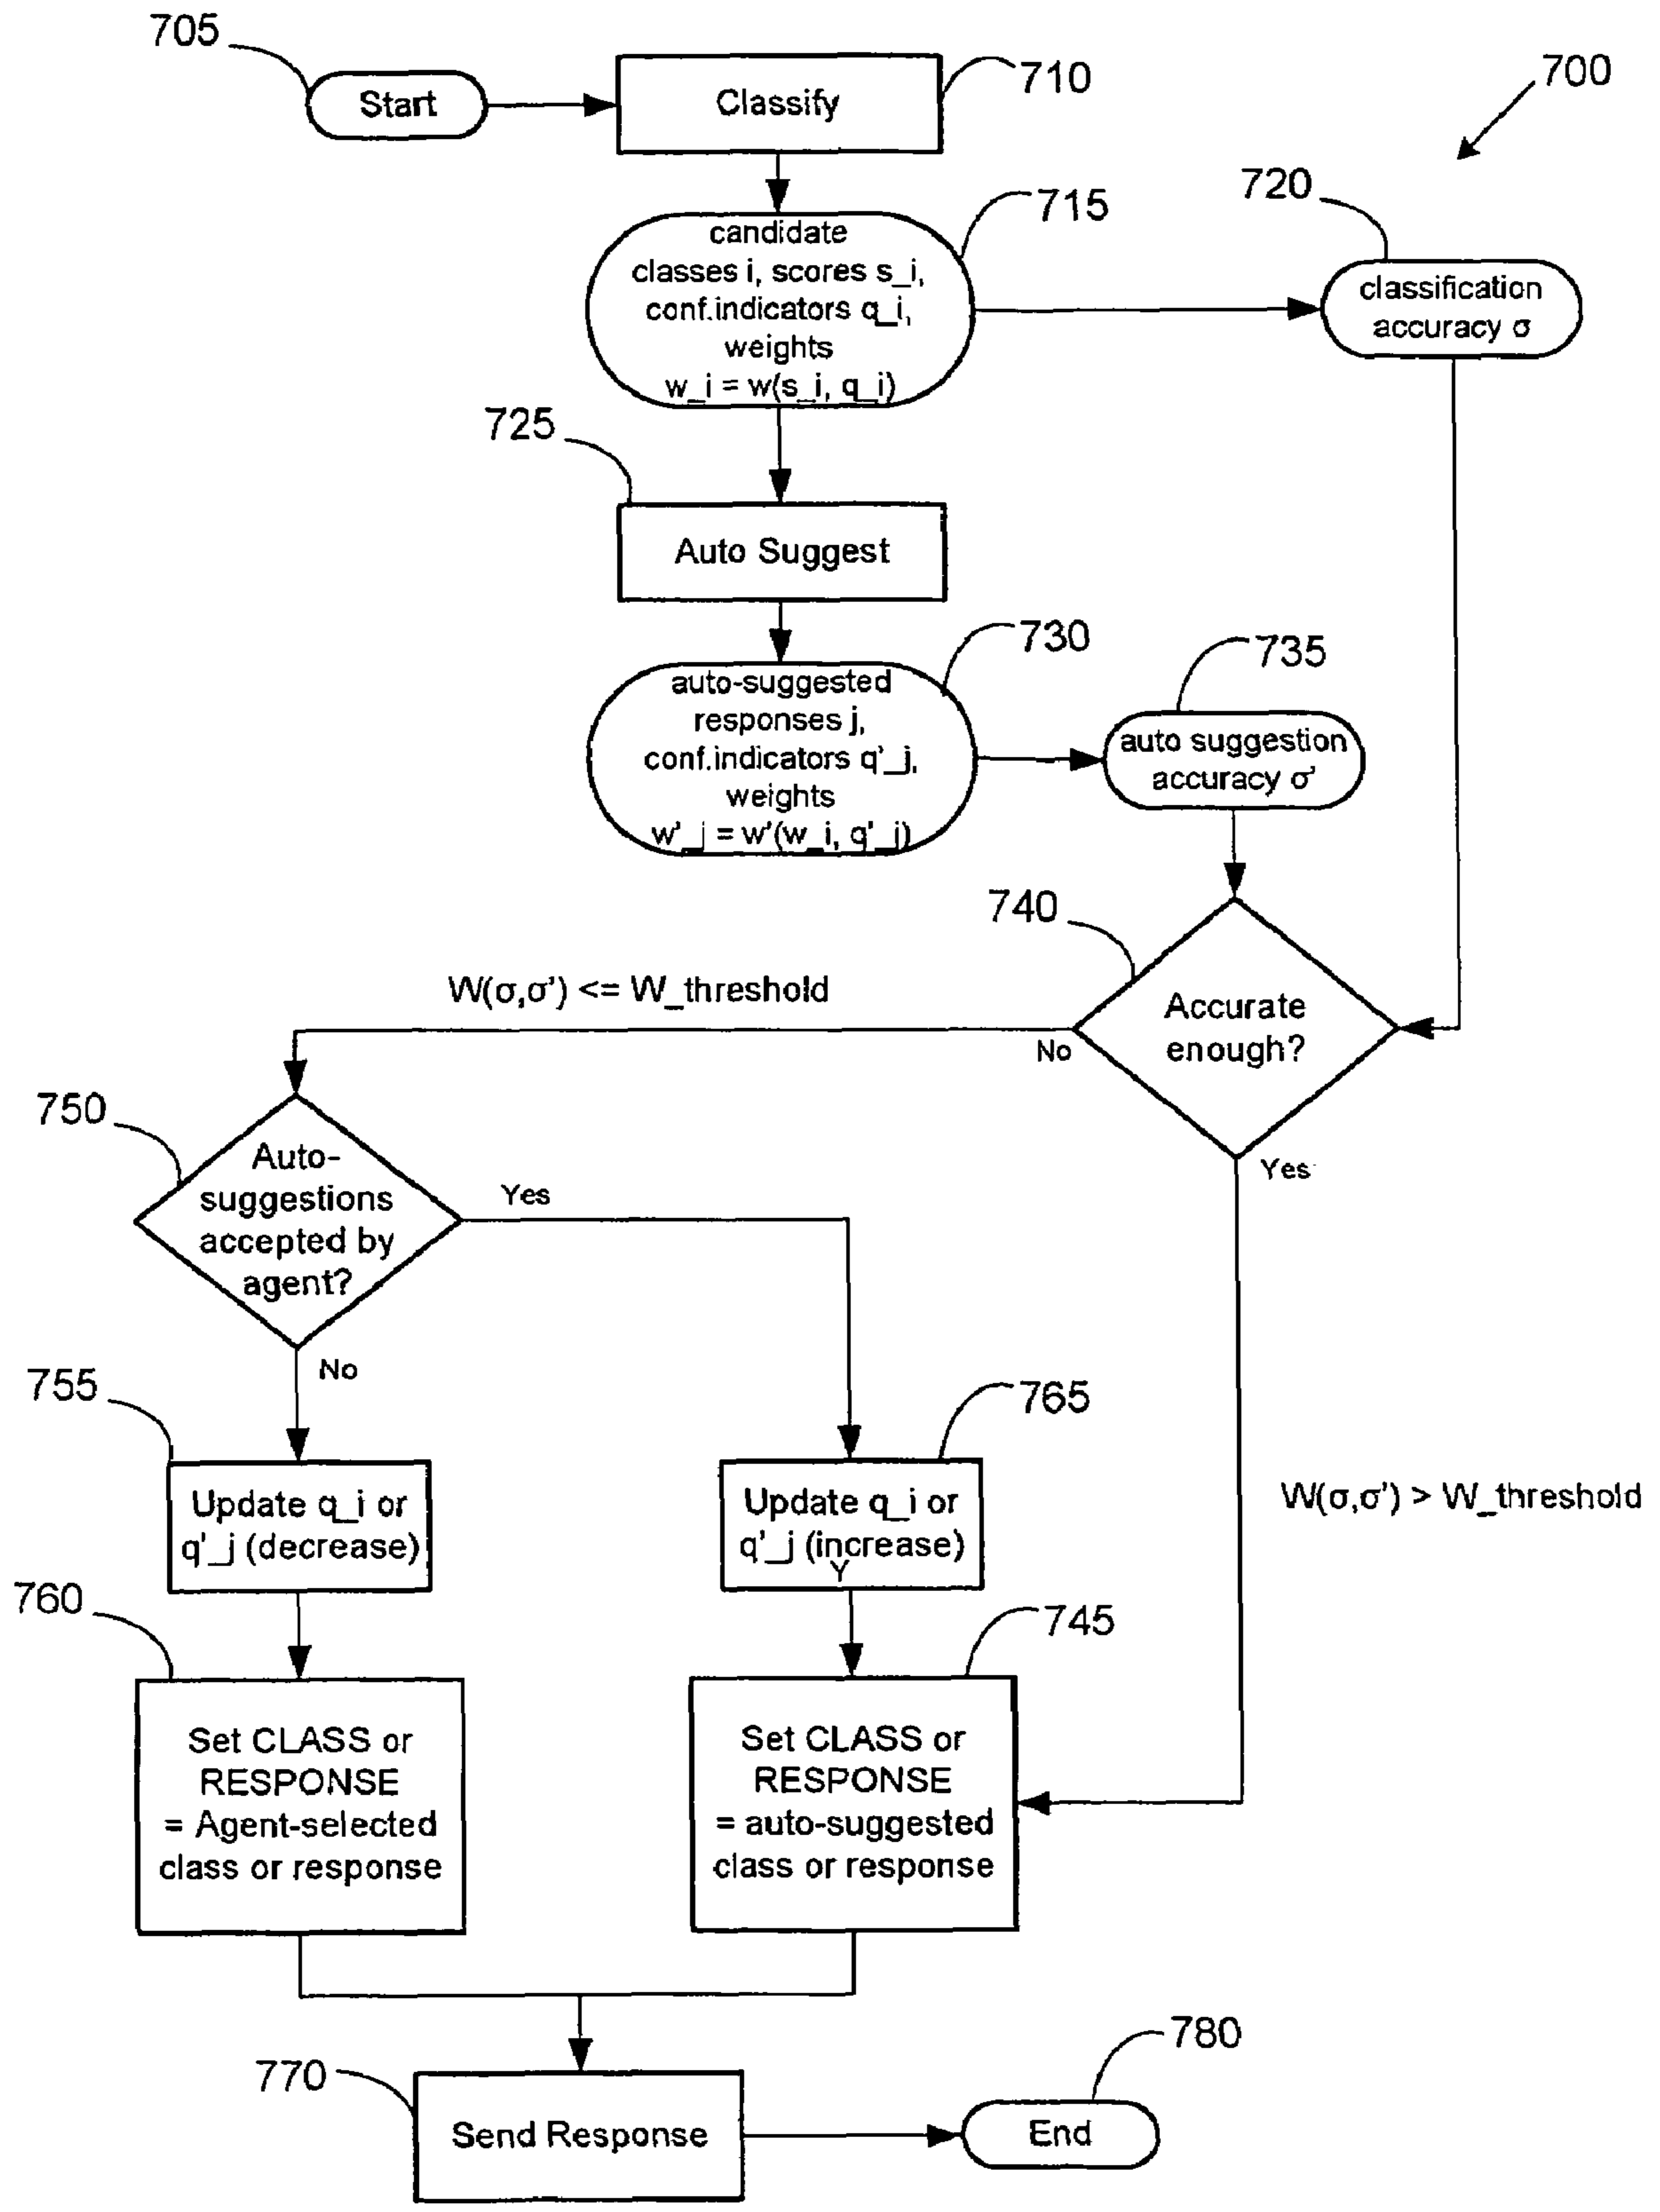 705
Start
Classify
710
700
candidate
classes i, scores s_i,
conf.indicators q_i,
weights
w_i = w(s_i, q_i)
715
720
classification
accuracy σ
725
Auto Suggest
730
auto-suggested
responses j,
conf.indicators q'_j,
weights
w'_j = w'(w_i, q'_j)
735
auto suggestion
accuracy σ'
740
Accurate
enough?
W(σ,σ') <= W_threshold
No
Yes
750
Auto-
suggestions
accepted by
agent?
Yes
No
W(σ,σ') > W_threshold
755
Update q_i or
q'_j (decrease)
765
Update q_i or
q'_j (increase)
Y
760
Set CLASS or
RESPONSE
= Agent-selected
class or response
745
Set CLASS or
RESPONSE
= auto-suggested
class or response
770
Send Response
780
End